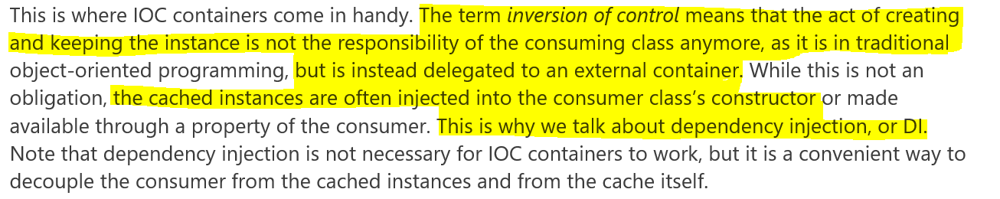 This is where IOC containers come in handy. The term inversion of control means that the act of creating
and keeping the instance is not the responsibility of the consuming class anymore, as it is in traditional
object-oriented programming, but is instead delegated to an external container. While this is not an
obligation, the cached instances are often injected into the consumer class’s constructor or made
available through a property of the consumer. This is why we talk about dependency injection, or DI.
Note that dependency injection is not necessary for IOC containers to work, but it is a convenient way to
decouple the consumer from the cached instances and from the cache itself.